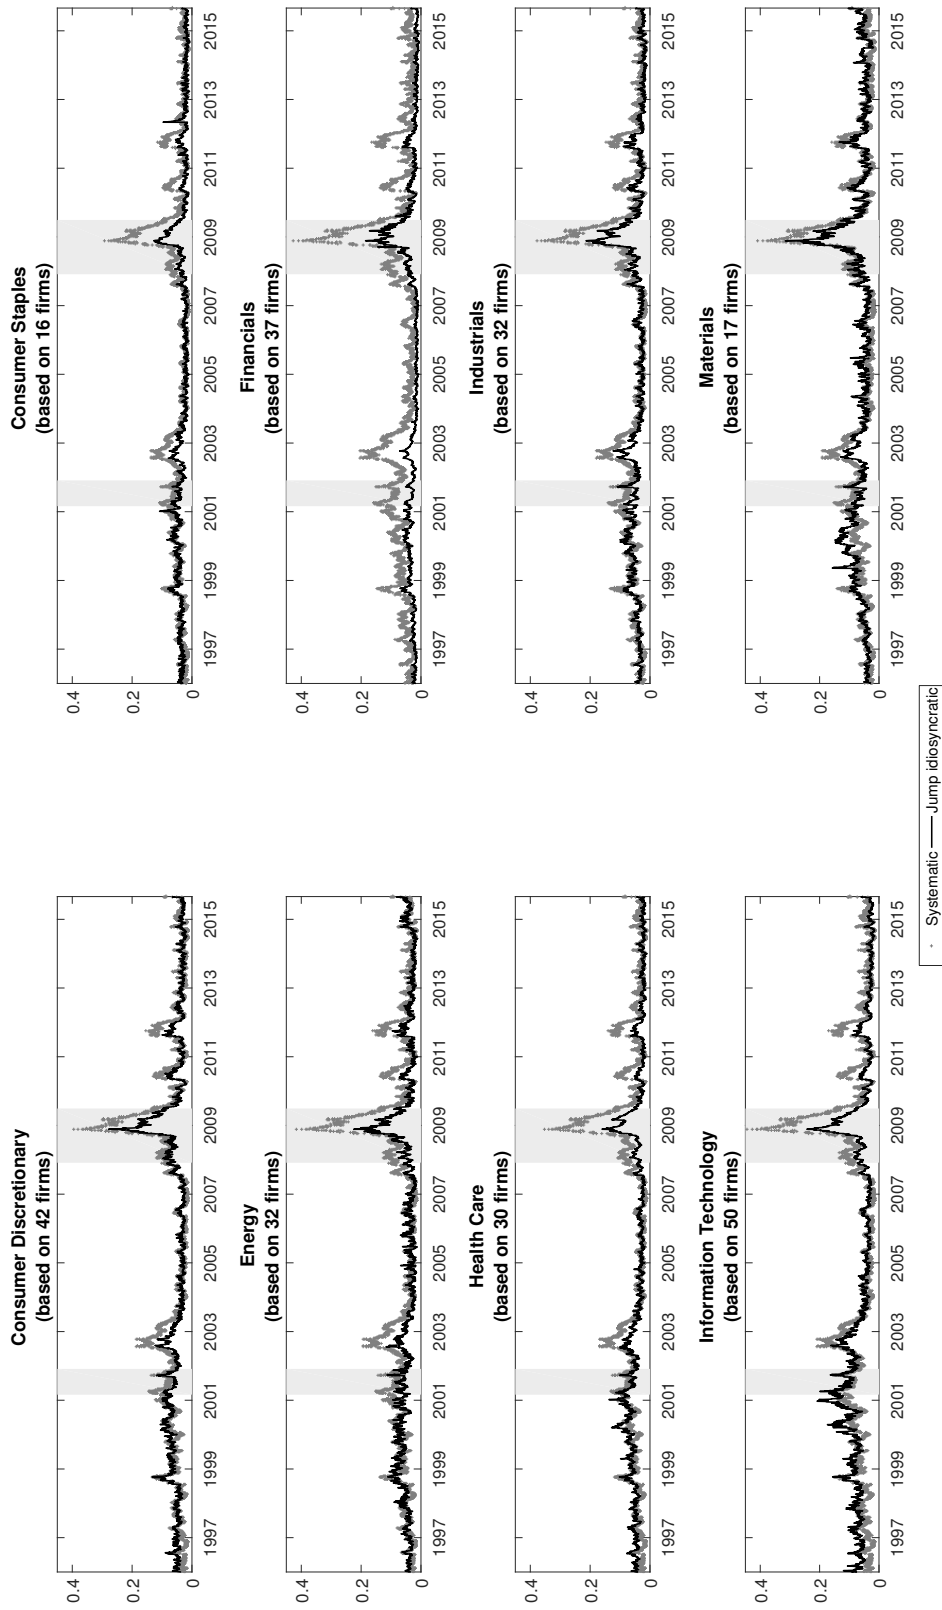 Consumer Discretionary
(based on 42 firms)
0.4
0.2
0
1997 1999 2001 2003 2005 2007 2009 2011 2013 2015
Consumer Staples
(based on 16 firms)
0.4
0.2
0
1997 1999 2001 2003 2005 2007 2009 2011 2013 2015
Energy
(based on 32 firms)
0.4
0.2
0
1997 1999 2001 2003 2005 2007 2009 2011 2013 2015
Financials
(based on 37 firms)
0.4
0.2
0
1997 1999 2001 2003 2005 2007 2009 2011 2013 2015
Health Care
(based on 30 firms)
0.4
0.2
0
1997 1999 2001 2003 2005 2007 2009 2011 2013 2015
Industrials
(based on 32 firms)
0.4
0.2
0
1997 1999 2001 2003 2005 2007 2009 2011 2013 2015
Information Technology
(based on 50 firms)
0.4
0.2
0
1997 1999 2001 2003 2005 2007 2009 2011 2013 2015
Materials
(based on 17 firms)
0.4
0.2
0
1997 1999 2001 2003 2005 2007 2009 2011 2013 2015
Systematic Jump idiosyncratic